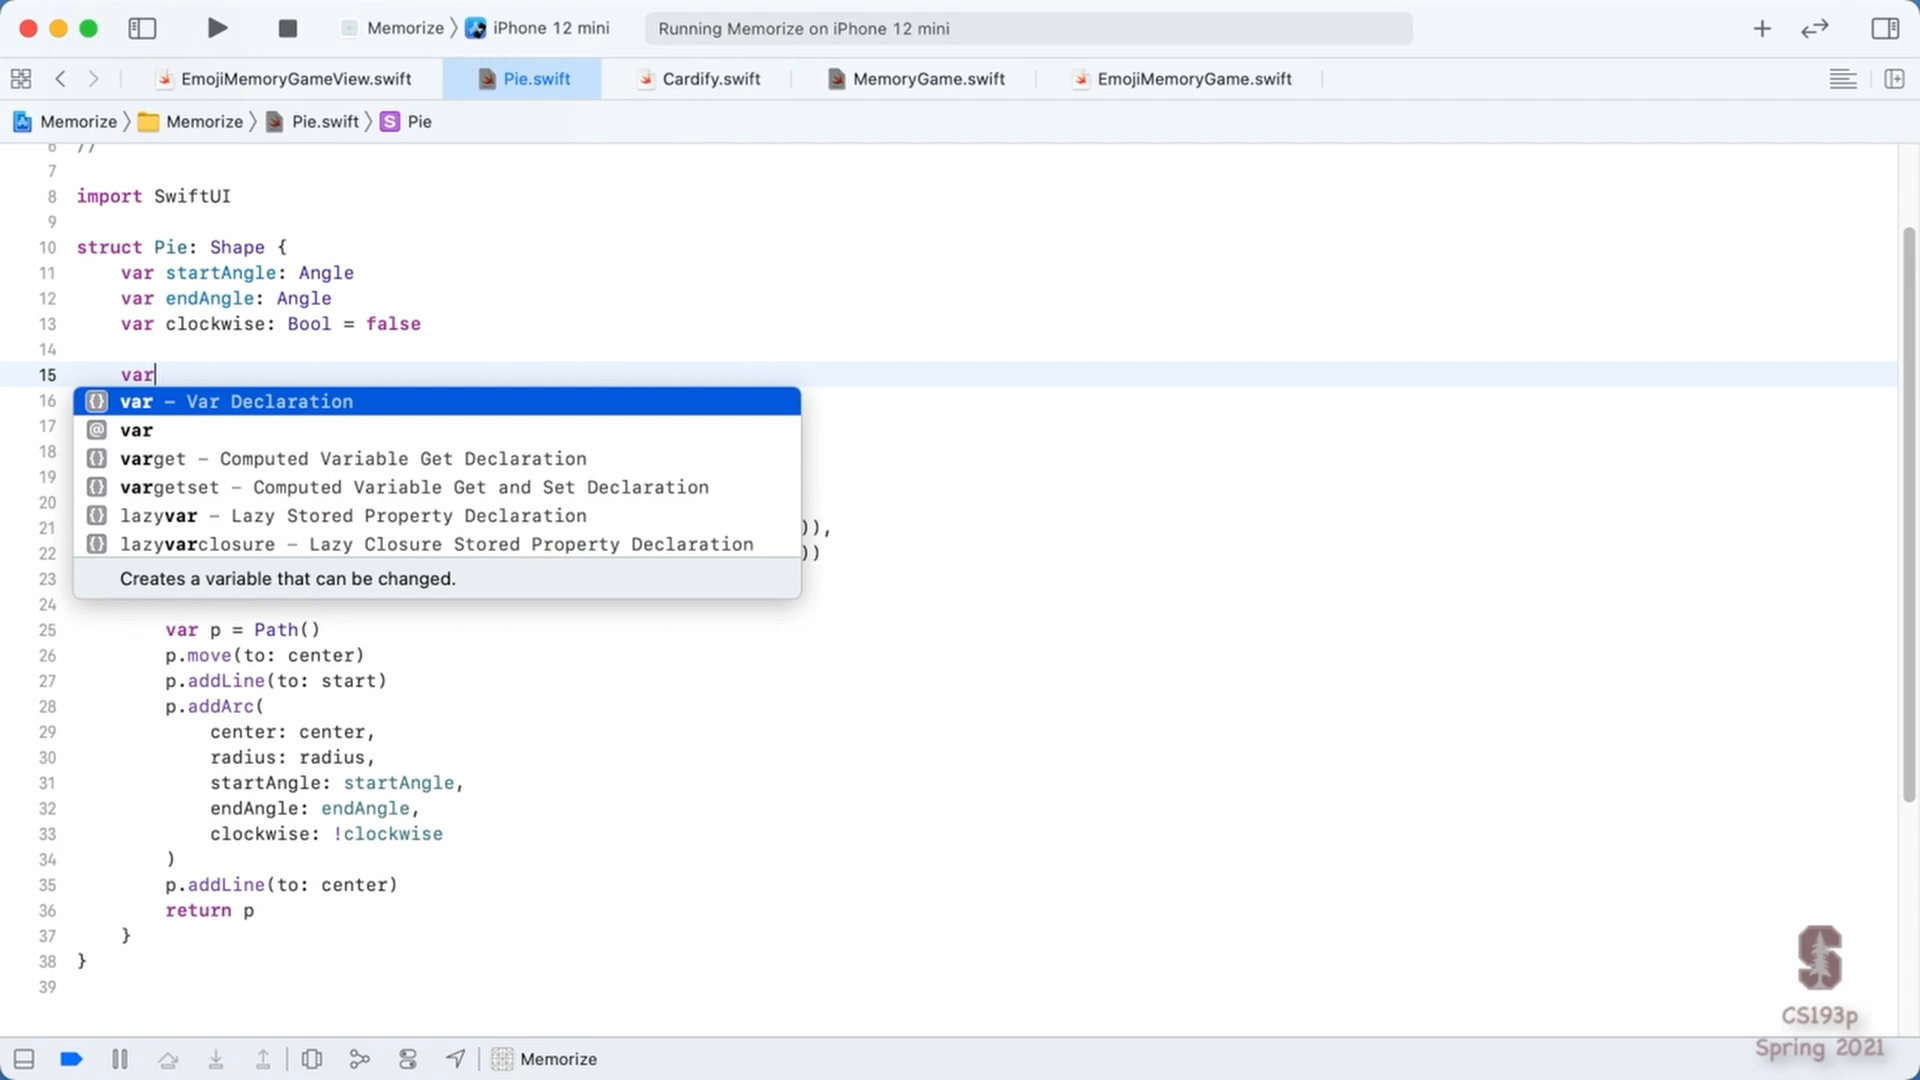 Memorize 〉 iPhone 12 mini
Running Memorize on iPhone 12 mini
EmojiMemoryGameView.swift
Pie.swift
Cardify.swift
MemoryGame.swift
EmojiMemoryGame.swift
Memorize 〉 Memorize 〉 Pie.swift 〉 S Pie
6 //
7
8 import SwiftUI
9
10 struct Pie: Shape {
11 var startAngle: Angle
12 var endAngle: Angle
13 var clockwise: Bool = false
14
15 var
16 {} var – Var Declaration
@ var
17
{} varget – Computed Variable Get Declaration
18
{} vargetset – Computed Variable Get and Set Declaration
19
{} lazyvar – Lazy Stored Property Declaration
20
21 )),
{} lazyvarclosure – Lazy Closure Stored Property Declaration
22 ))
23 Creates a variable that can be changed.
24
25 var p = Path()
26 p.move(to: center)
27 p.addLine(to: start)
28 p.addArc(
29 center: center,
30 radius: radius,
31 startAngle: startAngle,
32 endAngle: endAngle,
33 clockwise: !clockwise
34 )
35 p.addLine(to: center)
36 return p
37 }
38 }
39
S
CS193p
Spring 2021
Memorize